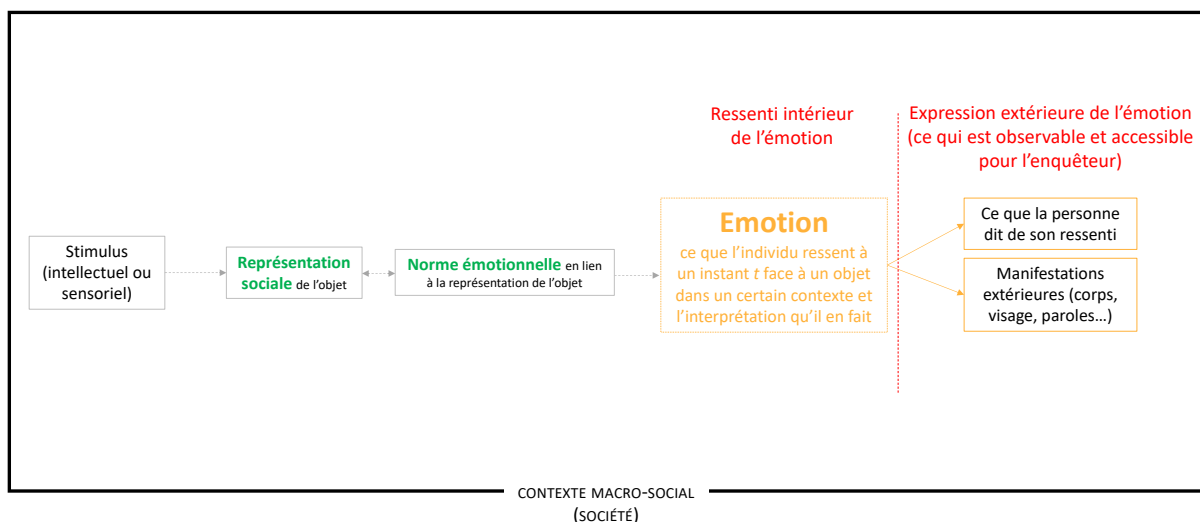 Ressenti intérieur
de l’émotion
Expression extérieure de l’émotion
(ce qui est observable et accessible
pour l’enquêteur)
Stimulus
(intellectuel ou
sensoriel)
Représentation
sociale de l’objet
Norme émotionnelle en lien
à la représentation de l’objet
Emotion
ce que l’individu ressent à
un instant t face à un objet
dans un certain contexte et
l’interprétation qu’il en fait
Ce que la personne
dit de son ressenti
Manifestations
extérieures (corps,
visage, paroles…)
CONTEXTE MACRO-SOCIAL
(SOCIÉTÉ)